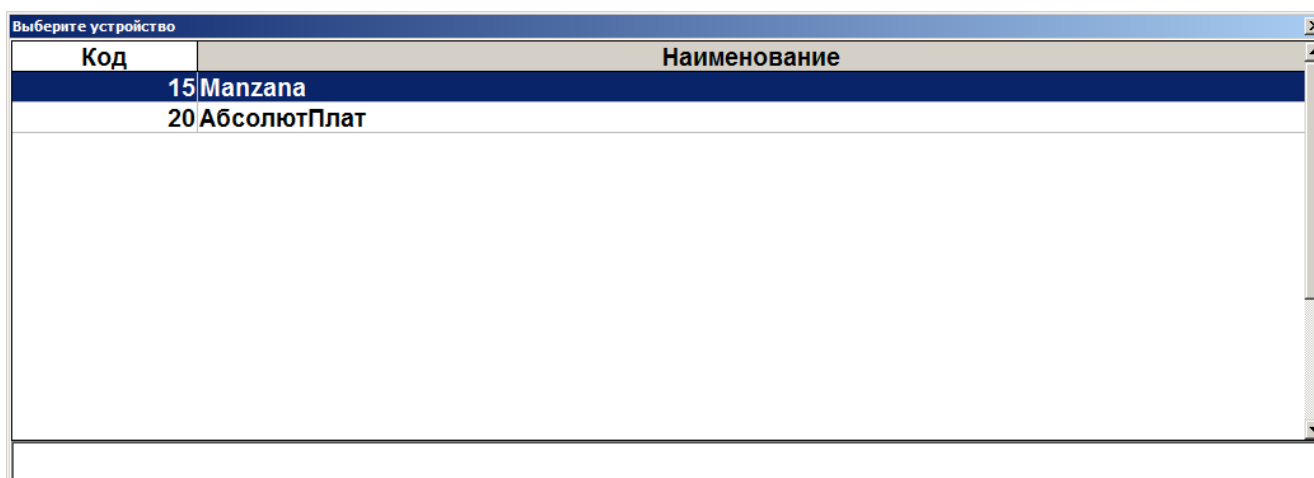 Выберите устройство
Код Наименование
15 Manzana
20 АбсолютПлат